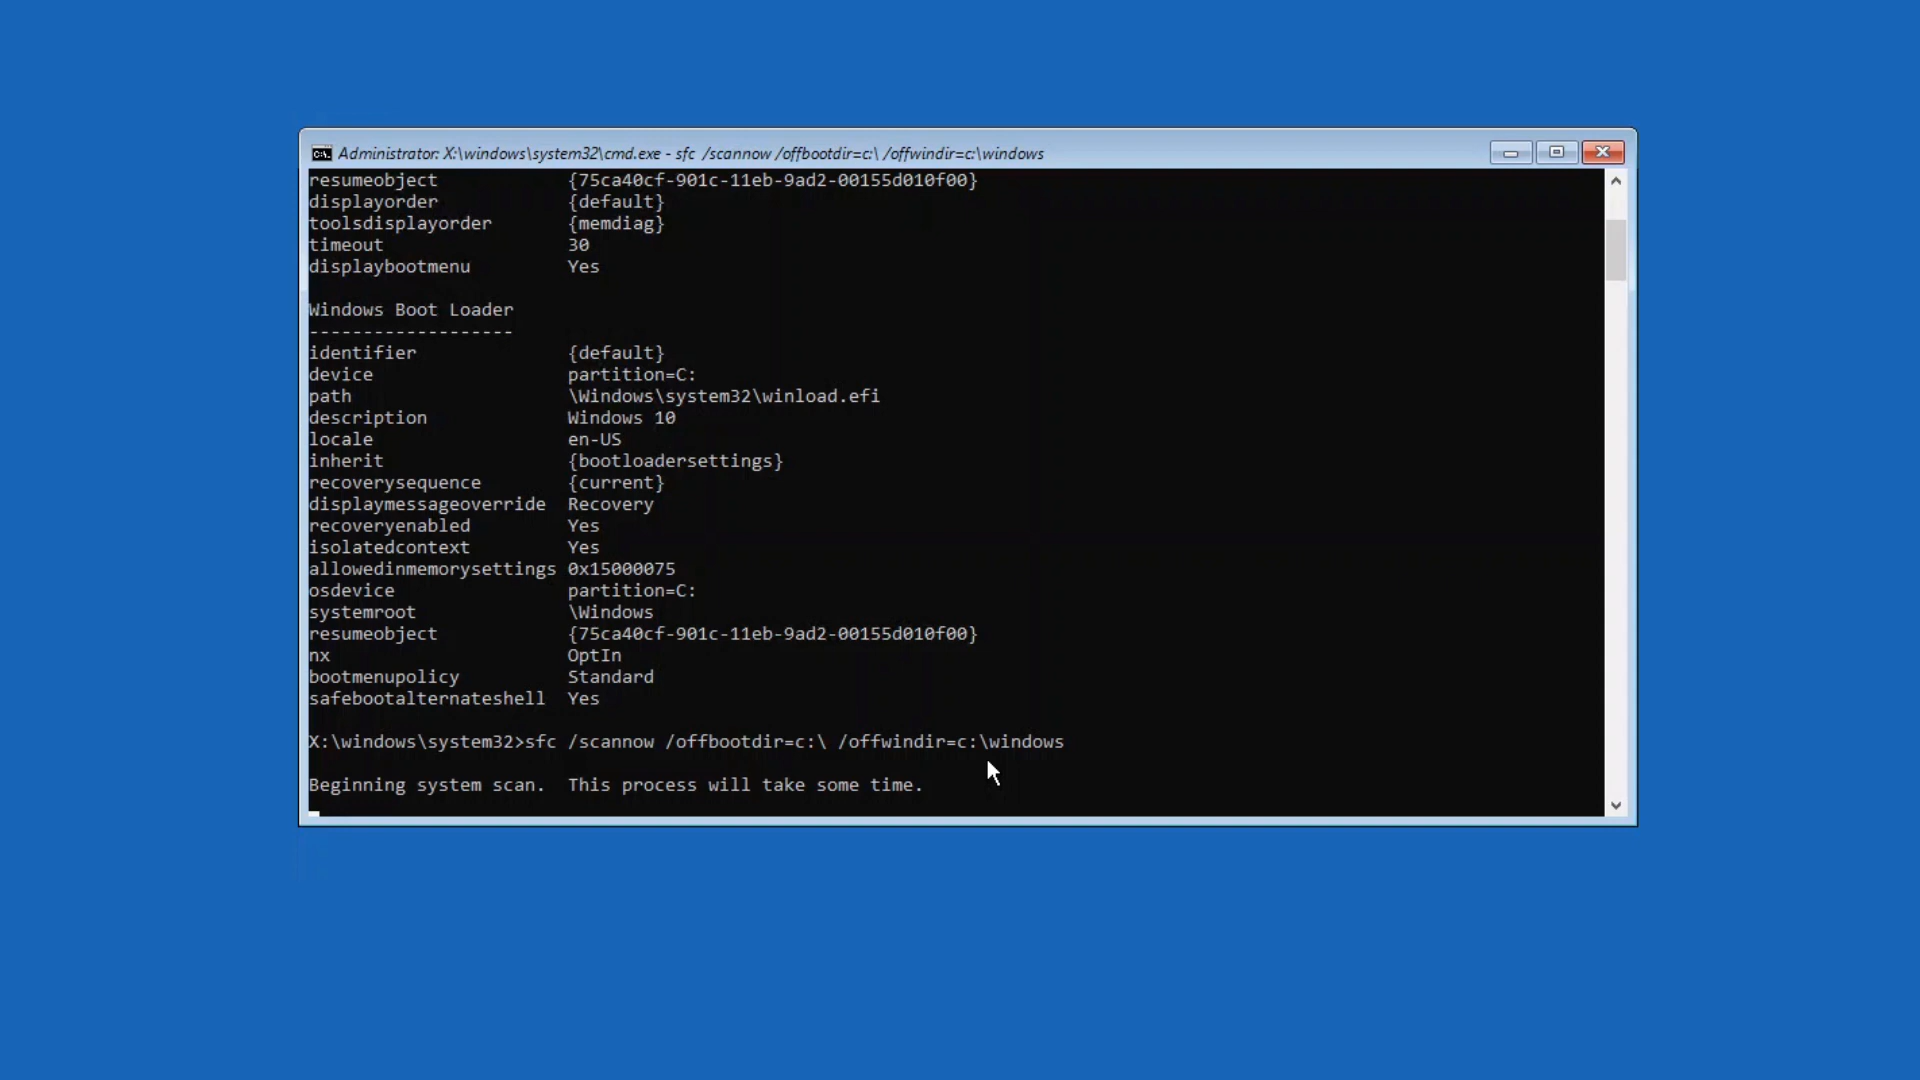 Administrator: X:\windows\system32\cmd.exe - sfc /scannow /offbootdir=c:\ /offwindir=c:\windows
resumeobject            {75ca40cf-901c-11eb-9ad2-00155d010f00}
displayorder            {default}
toolsdisplayorder       {memdiag}
timeout                 30
displaybootmenu         Yes
Windows Boot Loader
-------------------
identifier              {default}
device                  partition=C:
path                    \Windows\system32\winload.efi
description             Windows 10
locale                  en-US
inherit                 {bootloadersettings}
recoverysequence        {current}
displaymessageoverride  Recovery
recoveryenabled         Yes
isolatedcontext         Yes
allowedinmemorysettings 0x15000075
osdevice                partition=C:
systemroot              \Windows
resumeobject            {75ca40cf-901c-11eb-9ad2-00155d010f00}
nx                      OptIn
bootmenupolicy          Standard
safebootalternateshell  Yes
X:\windows\system32>sfc /scannow /offbootdir=c:\ /offwindir=c:\windows
Beginning system scan.  This process will take some time.